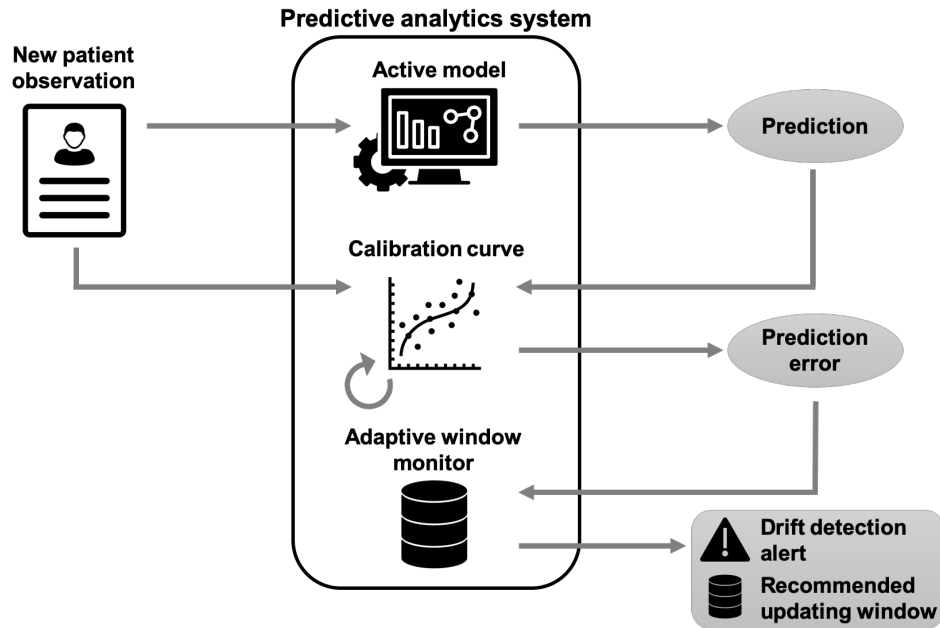 Predictive analytics system
New patient
observation
Active model
Prediction
Calibration curve
Prediction
error
Adaptive window
monitor
Drift detection
alert
Recommended
updating window